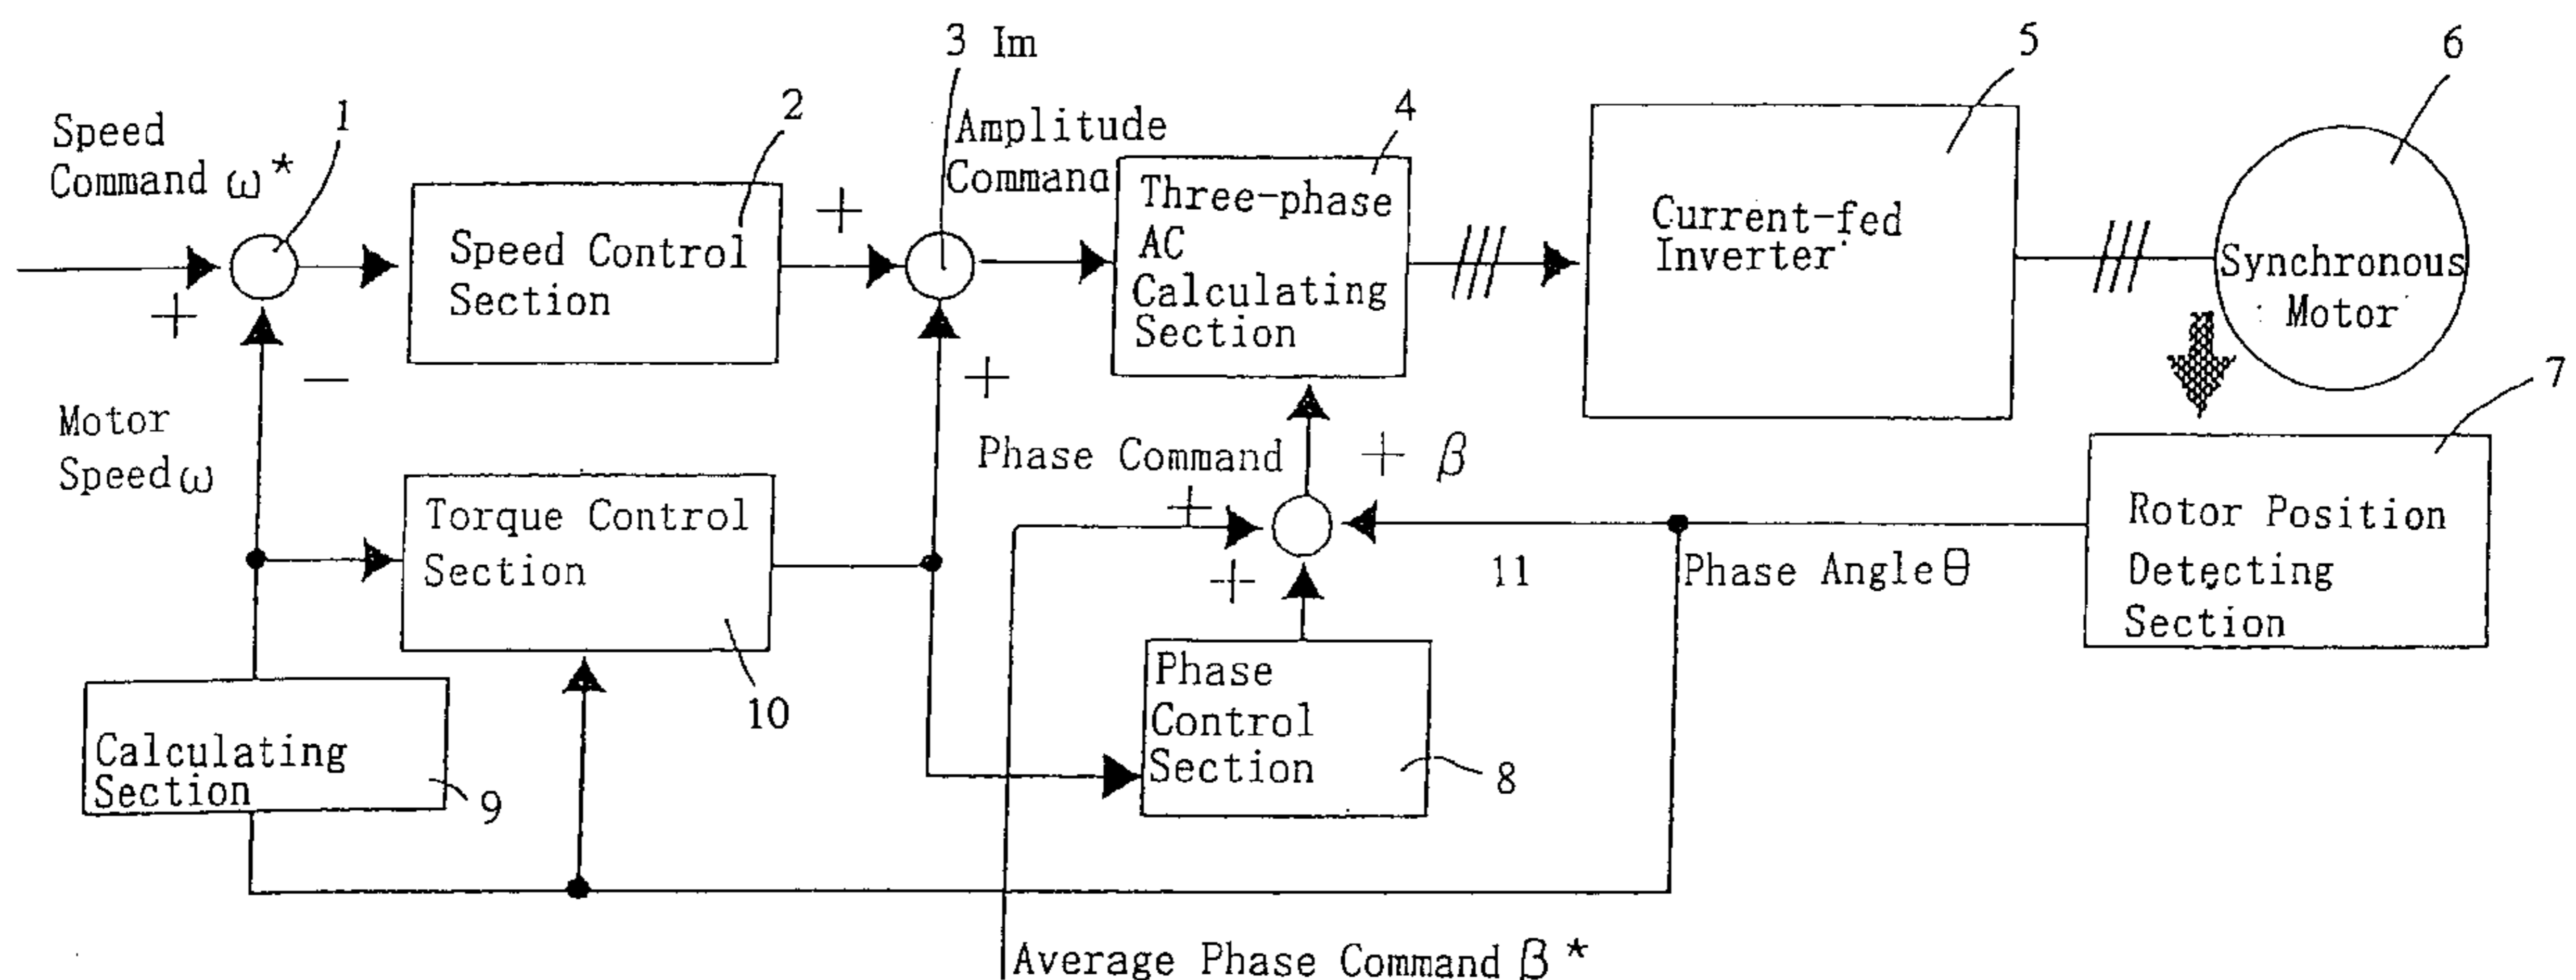 3 Im
5
6
1
2
Amplitude
Command
4
Speed
Command ω*
+
Speed Control
Section
Three-phase
AC
Calculating
Section
Current-fed
Inverter
Synchronous
Motor
+
−
+
7
Motor
Speed ω
Phase Command
+ β
+
Torque Control
Section
+
11
Phase Angle θ
Rotor Position
Detecting
Section
10
Phase
Control
Section
8
Calculating
Section
9
Average Phase Command β*